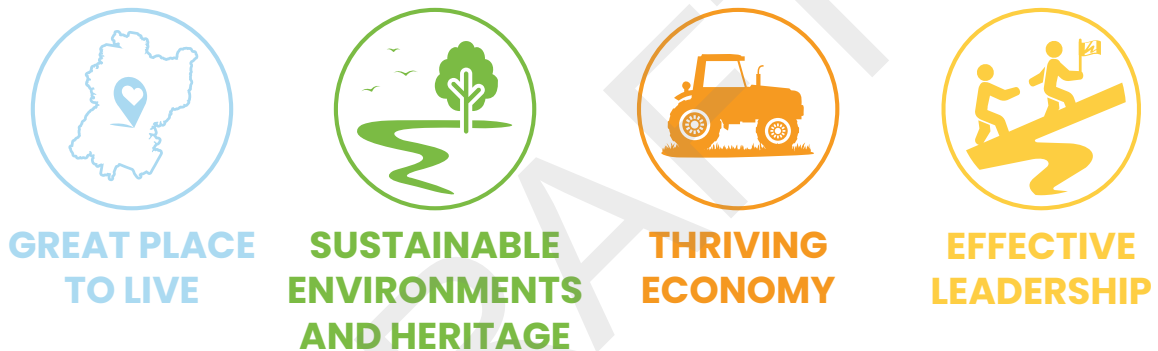 GREAT PLACE
TO LIVE
SUSTAINABLE
ENVIRONMENTS
AND HERITAGE
THRIVING
ECONOMY
EFFECTIVE
LEADERSHIP